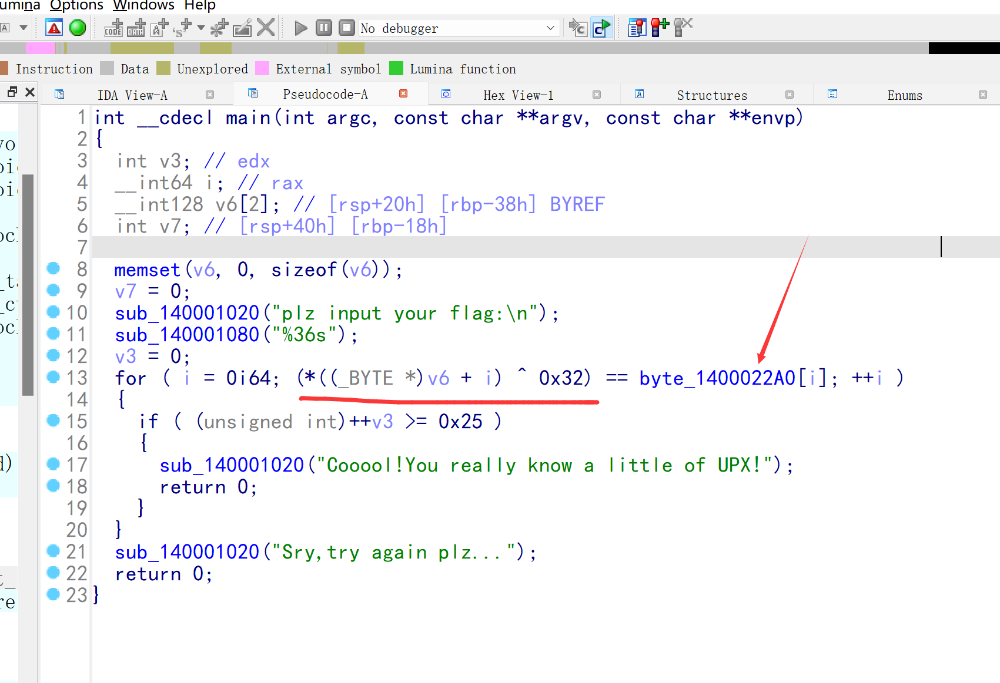 Lumina Options Windows Help
No debugger
Instruction Data Unexplored External symbol Lumina function
IDA View-A Pseudocode-A Hex View-1 Structures Enums
1 int __cdecl main(int argc, const char **argv, const char **envp)
2 {
3 int v3; // edx
4 __int64 i; // rax
5 __int128 v6[2]; // [rsp+20h] [rbp-38h] BYREF
6 int v7; // [rsp+40h] [rbp-18h]
7
8 memset(v6, 0, sizeof(v6));
9 v7 = 0;
10 sub_140001020("plz input your flag:\n");
11 sub_140001080("%36s");
12 v3 = 0;
13 for ( i = 0i64; (*((_BYTE *)v6 + i) ^ 0x32) == byte_1400022A0[i]; ++i )
14 {
15 if ( (unsigned int)++v3 >= 0x25 )
16 {
17 sub_140001020("Cooool!You really know a little of UPX!");
18 return 0;
19 }
20 }
21 sub_140001020("Sry,try again plz...");
22 return 0;
23 }